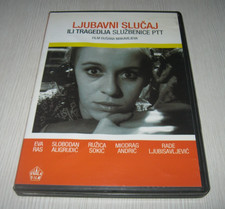 LJUBAVNI SLUČAJ
ILI TRAGEDIJA SLUŽBENICE PTT
FILM DUŠANA MAKAVEJEVA
EVA RAS
SLOBODAN ALIGRUDIĆ
RUŽICA SOKIĆ
MIODRAG ANDRIĆ
RADE LJUBISAVLJEVIĆ